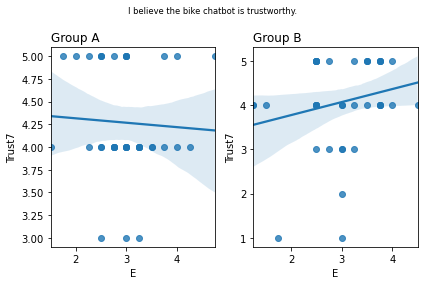 I believe the bike chatbot is trustworthy.
Group A
Group B
5.00
4.75
4.50
4.25
4.00
3.75
3.50
3.25
3.00
Trust7
2
3
4
E
5
4
3
2
1
Trust7
2
3
4
E